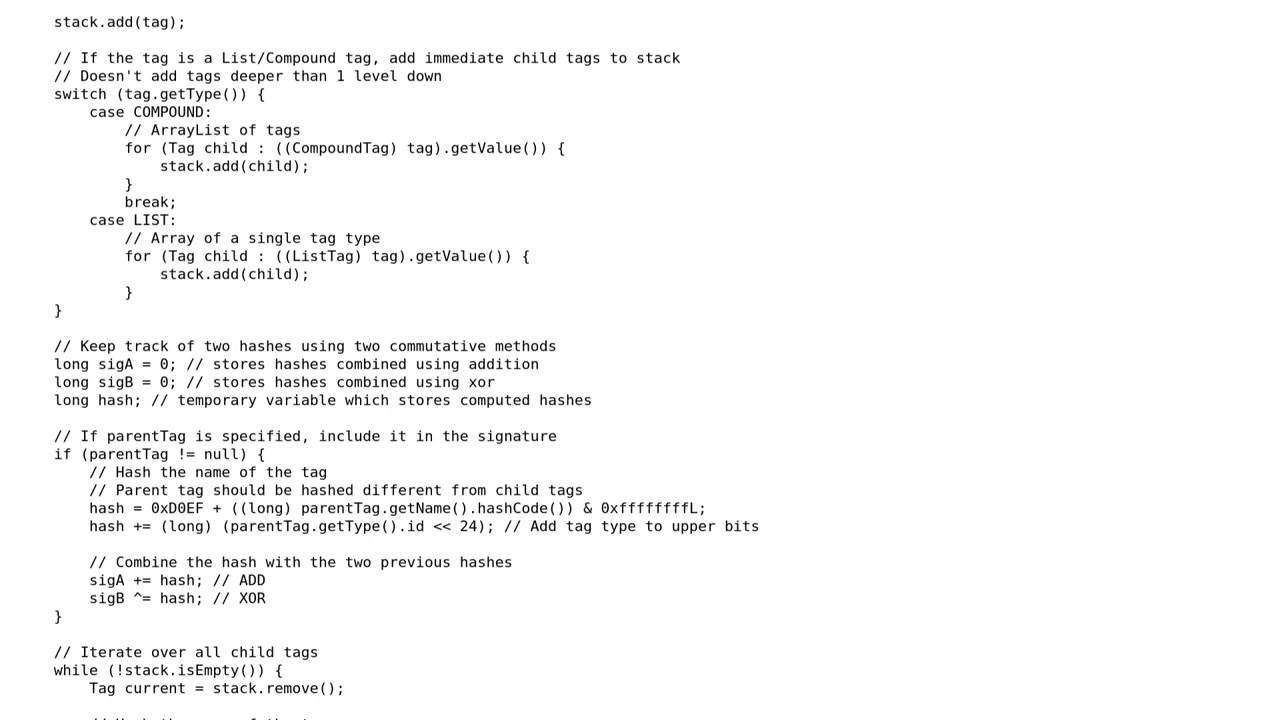 stack.add(tag);
// If the tag is a List/Compound tag, add immediate child tags to stack
// Doesn't add tags deeper than 1 level down
switch (tag.getType()) {
case COMPOUND:
// ArrayList of tags
for (Tag child : ((CompoundTag) tag).getValue()) {
stack.add(child);
}
break;
case LIST:
// Array of a single tag type
for (Tag child : ((ListTag) tag).getValue()) {
stack.add(child);
}
}
// Keep track of two hashes using two commutative methods
long sigA = 0; // stores hashes combined using addition
long sigB = 0; // stores hashes combined using xor
long hash; // temporary variable which stores computed hashes
// If parentTag is specified, include it in the signature
if (parentTag != null) {
// Hash the name of the tag
// Parent tag should be hashed different from child tags
hash = 0xD0EF + ((long) parentTag.getName().hashCode()) & 0xffffffffL;
hash += (long) (parentTag.getType().id << 24); // Add tag type to upper bits
// Combine the hash with the two previous hashes
sigA += hash; // ADD
sigB ^= hash; // XOR
}
// Iterate over all child tags
while (!stack.isEmpty()) {
Tag current = stack.remove();